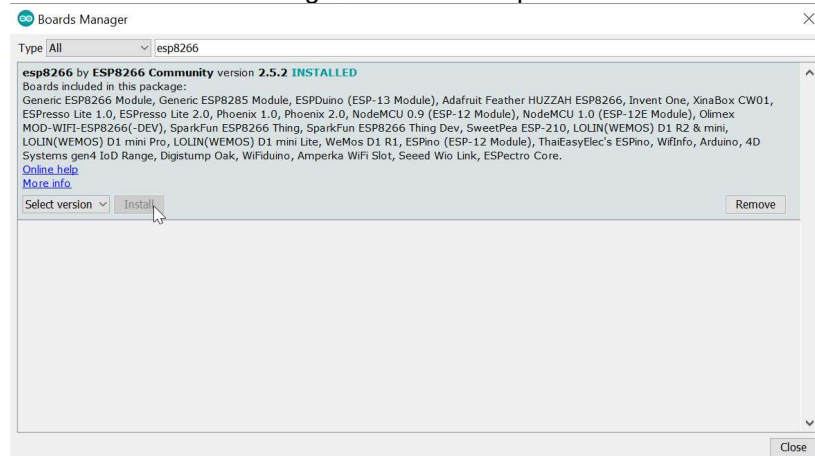 Boards Manager
Type All esp8266
esp8266 by ESP8266 Community version 2.5.2 INSTALLED
Boards included in this package:
Generic ESP8266 Module, Generic ESP8285 Module, ESPDuino (ESP-13 Module), Adafruit Feather HUZZAH ESP8266, Invent One, XinaBox CW01,
ESPresso Lite 1.0, ESPresso Lite 2.0, Phoenix 1.0, Phoenix 2.0, NodeMCU 0.9 (ESP-12 Module), NodeMCU 1.0 (ESP-12E Module), Olimex
MOD-WIFI-ESP8266(-DEV), SparkFun ESP8266 Thing, SparkFun ESP8266 Thing Dev, SweetPea ESP-210, LOLIN(WEMOS) D1 R2 & mini,
LOLIN(WEMOS) D1 mini Pro, LOLIN(WEMOS) D1 mini Lite, WeMos D1 R1, ESPino (ESP-12 Module), ThaiEasyElec's ESPino, WifInfo, Arduino, 4D
Systems gen4 IoD Range, Digistump Oak, WiFiduino, Amperka WiFi Slot, Seeed Wio Link, ESPectro Core.
Online help
More info
Select version Install Remove
Close